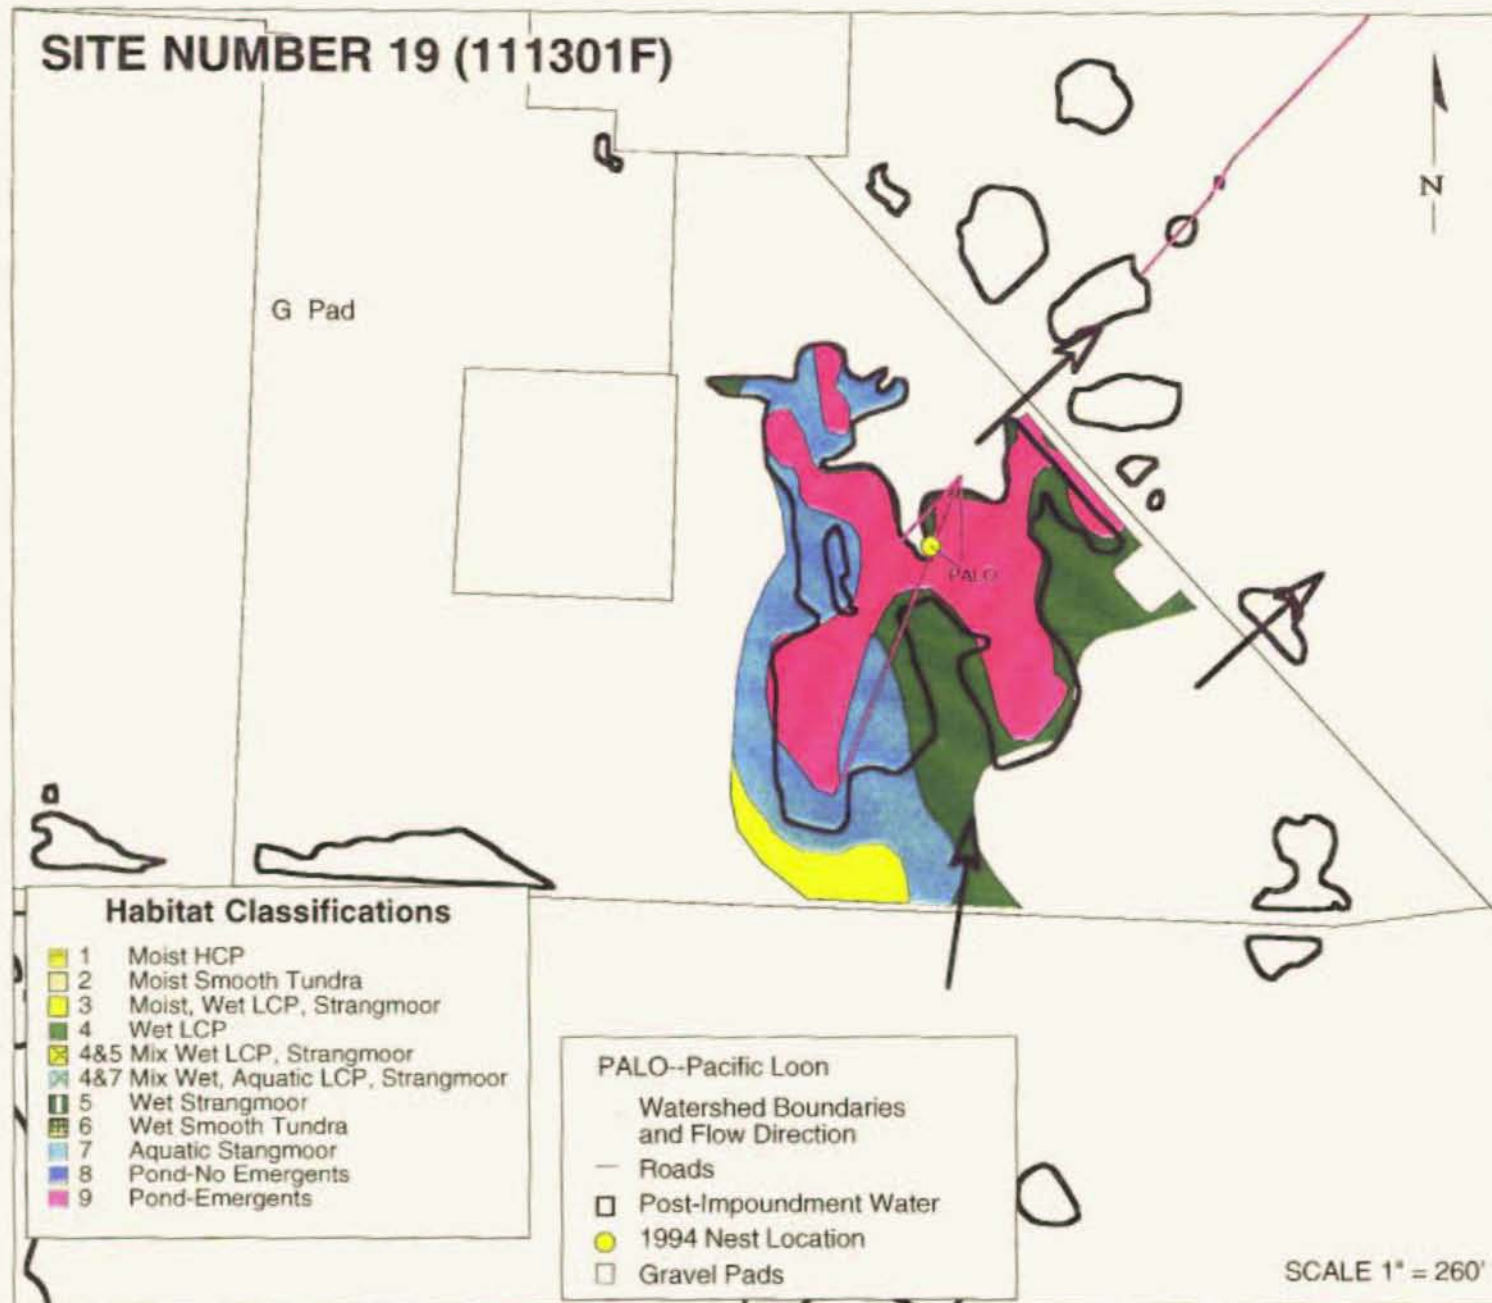 SITE NUMBER 19 (111301F)
N
G Pad
PALO
Habitat Classifications
1 Moist HCP
2 Moist Smooth Tundra
3 Moist, Wet LCP, Strangmoor
4 Wet LCP
4&5 Mix Wet LCP, Strangmoor
4&7 Mix Wet, Aquatic LCP, Strangmoor
5 Wet Strangmoor
6 Wet Smooth Tundra
7 Aquatic Stangmoor
8 Pond-No Emergents
9 Pond-Emergents
PALO--Pacific Loon
Watershed Boundaries
and Flow Direction
Roads
Post-Impoundment Water
1994 Nest Location
Gravel Pads
SCALE 1" = 260'